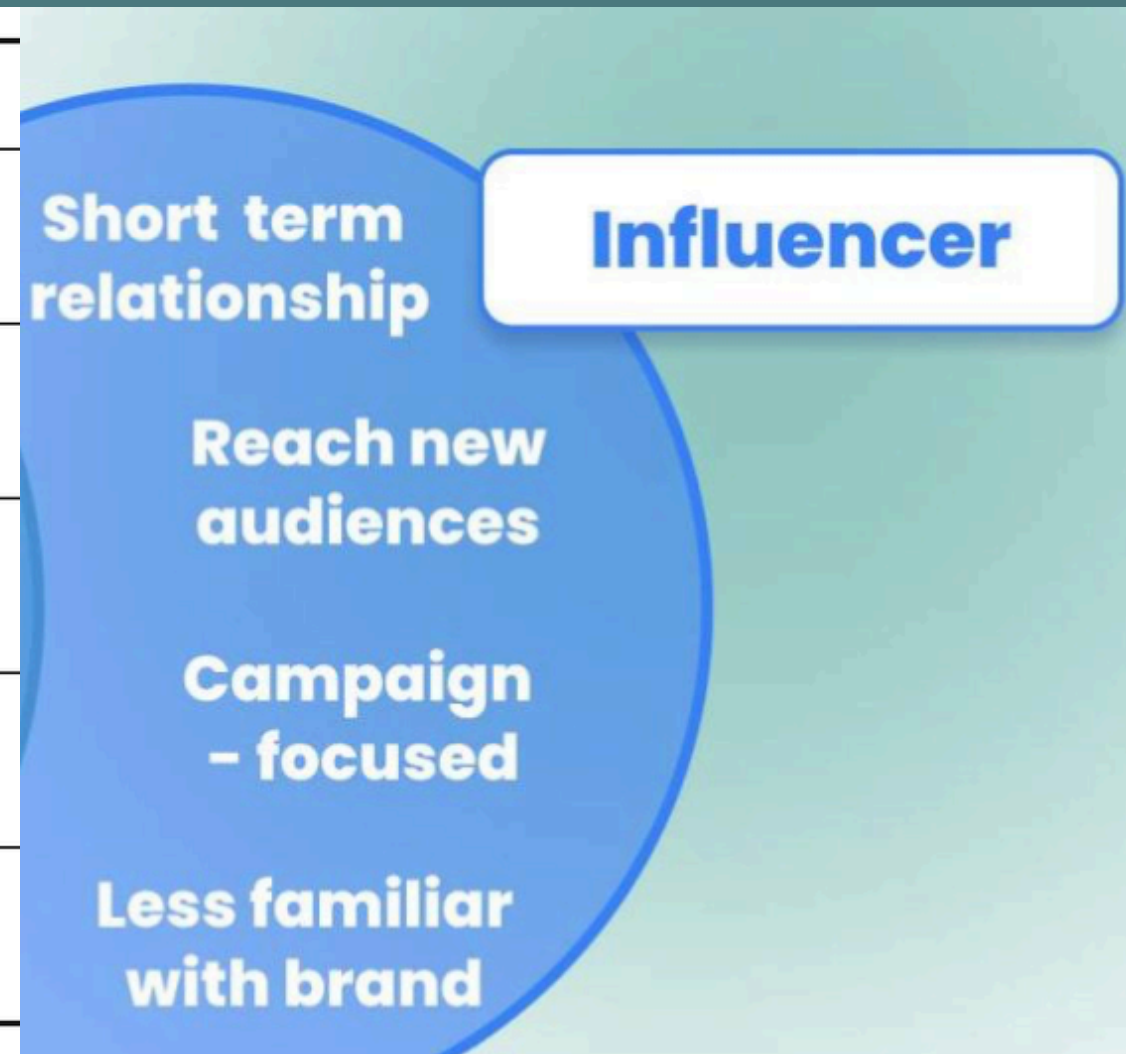 Influencer
Short term
relationship
Reach new
audiences
Campaign
- focused
Less familiar
with brand